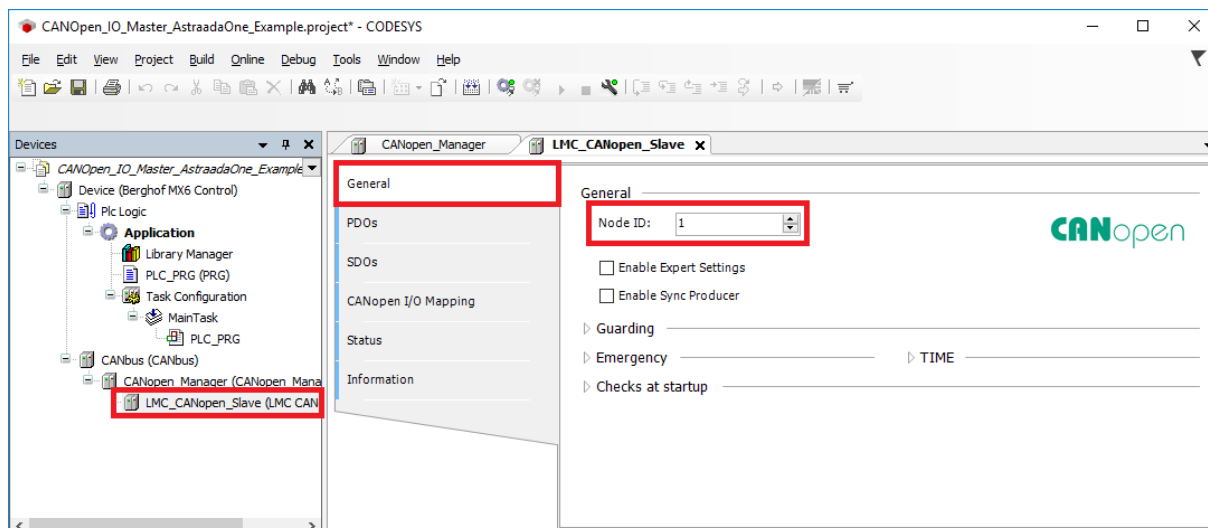 CANOpen_IO_Master_AstraadaOne_Example.project* - CODESYS
File Edit View Project Build Online Debug Tools Window Help
Devices
CANOpen_IO_Master_AstraadaOne_Example
Device (Berghof MX6 Control)
Plc Logic
Application
Library Manager
PLC_PRG (PRG)
Task Configuration
MainTask
PLC_PRG
CANbus (CANbus)
CANopen_Manager (CANopen_Mana
LMC_CANopen_Slave (LMC CAN
CANopen_Manager
LMC_CANopen_Slave
General
PDOs
SDOs
CANopen I/O Mapping
Status
Information
General
Node ID: 1
CANopen
Enable Expert Settings
Enable Sync Producer
Guarding
Emergency TIME
Checks at startup